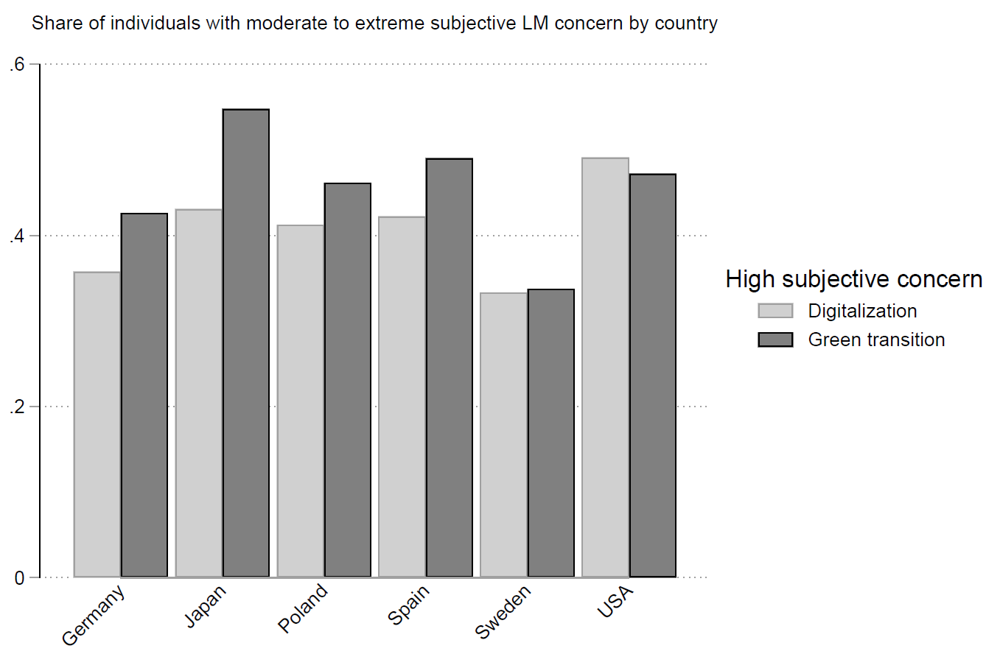 Share of individuals with moderate to extreme subjective LM concern by country
.6
.4
.2
0
Germany
Japan
Poland
Spain
Sweden
USA
High subjective concern
Digitalization
Green transition